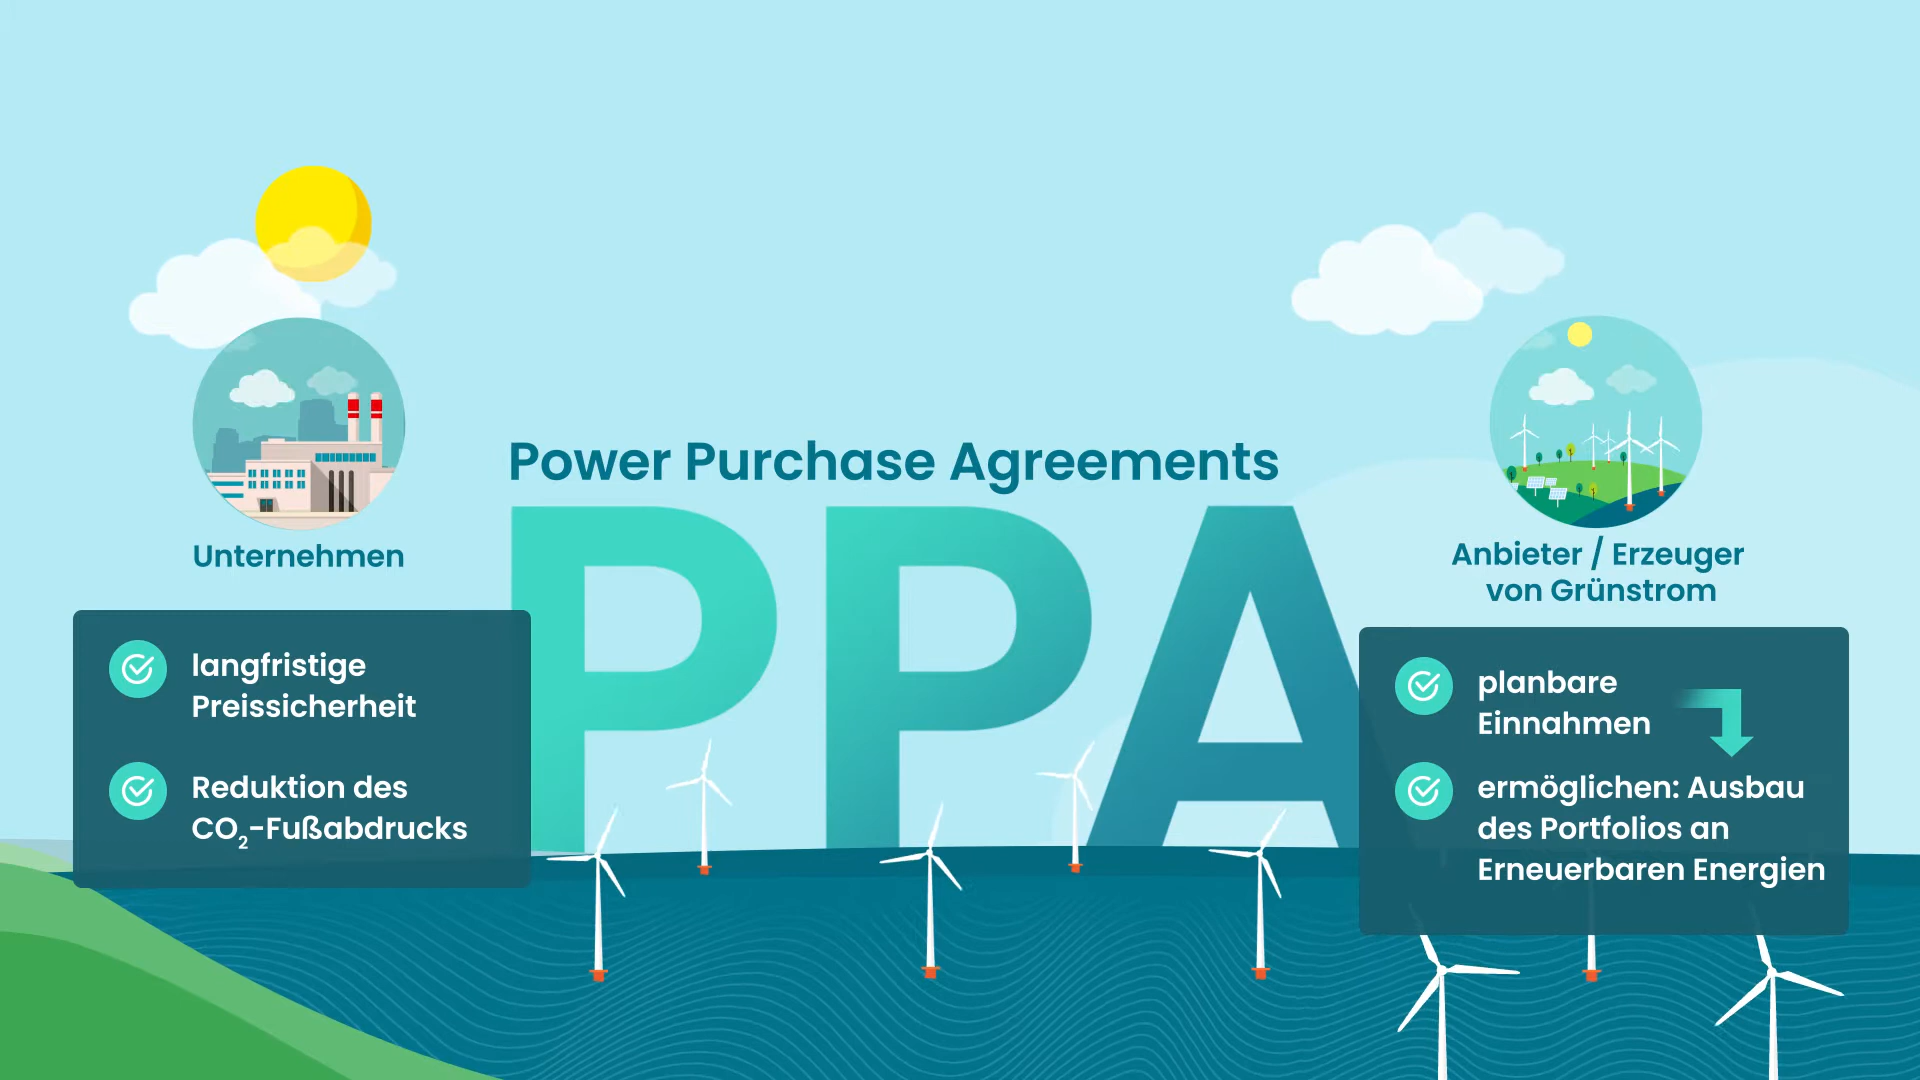 Power Purchase Agreements
PPA
Unternehmen
langfristige
Preissicherheit
Reduktion des
CO₂-Fußabdrucks
Anbieter / Erzeuger
von Grünstrom
planbare
Einnahmen
ermöglichen: Ausbau
des Portfolios an
Erneuerbaren Energien